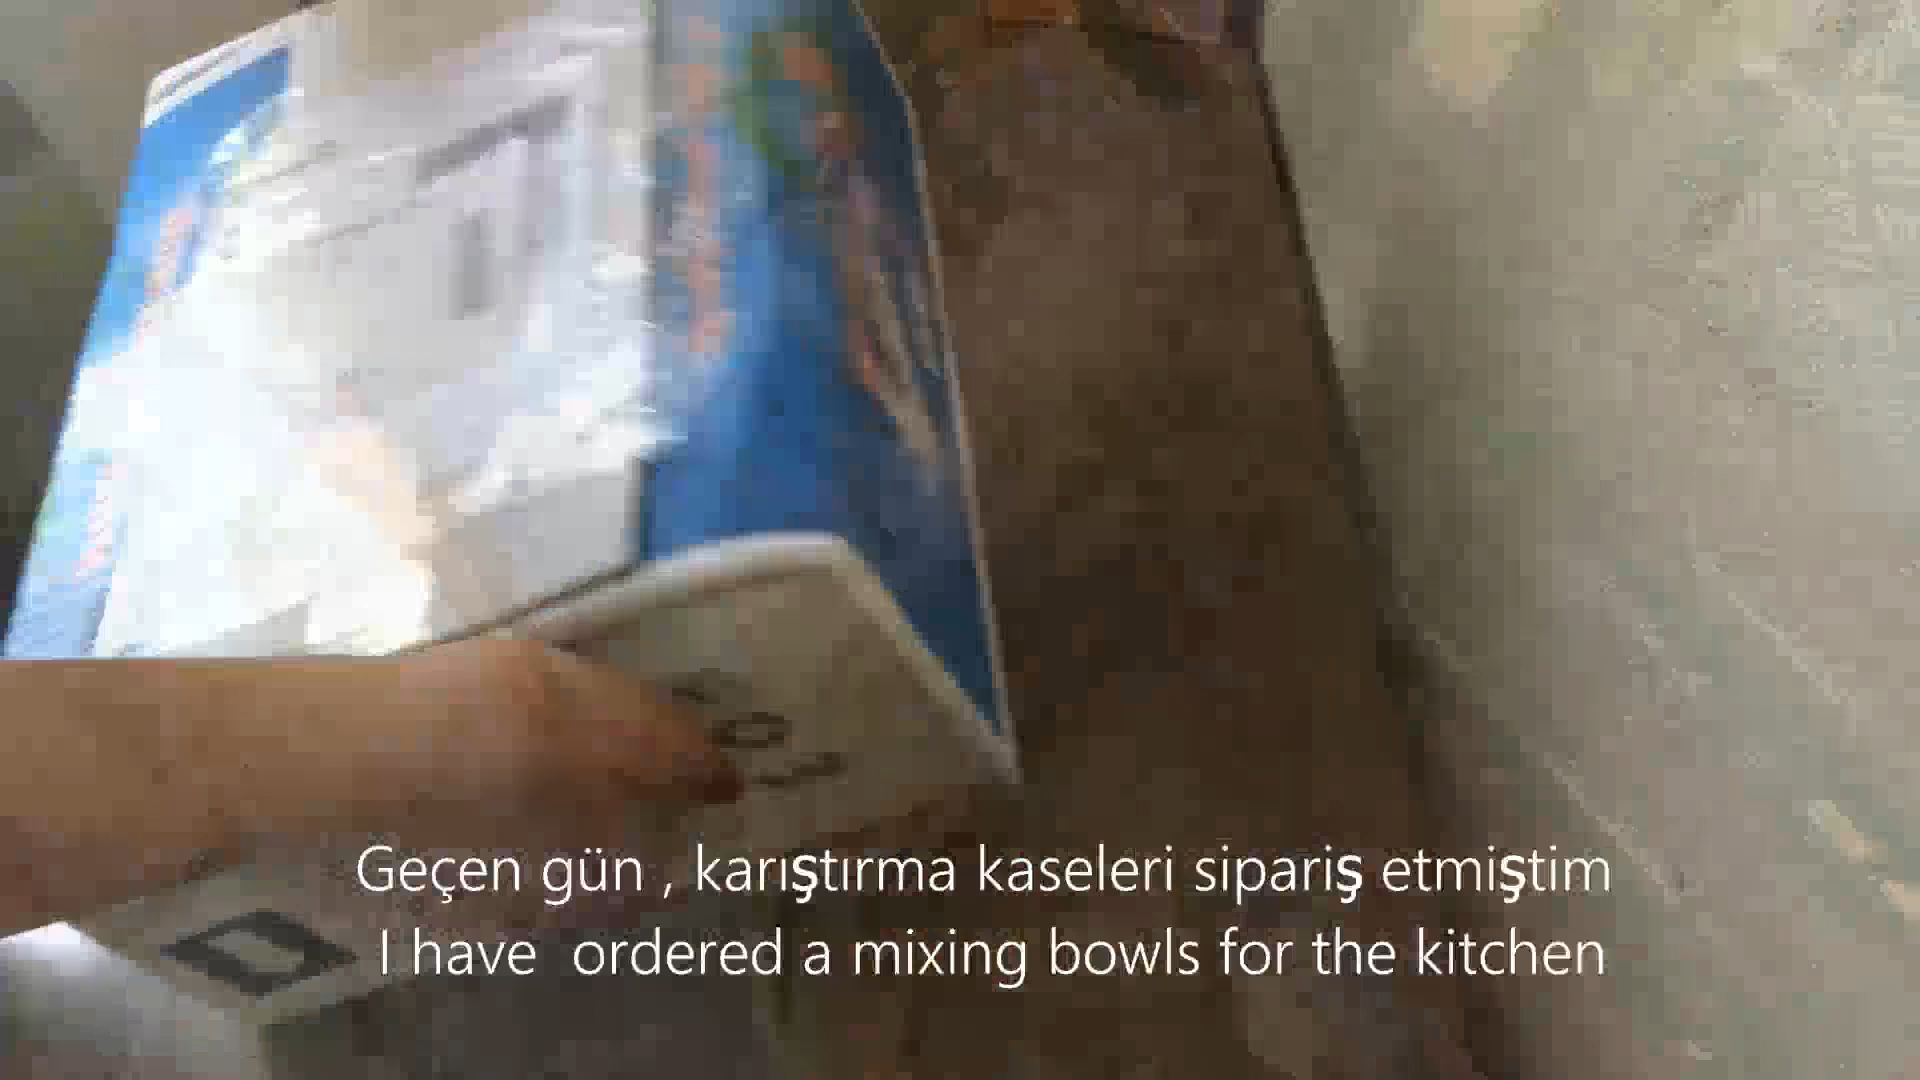 Geçen gün , karıştırma kaseleri sipariş etmiştim
I have  ordered a mixing bowls for the kitchen